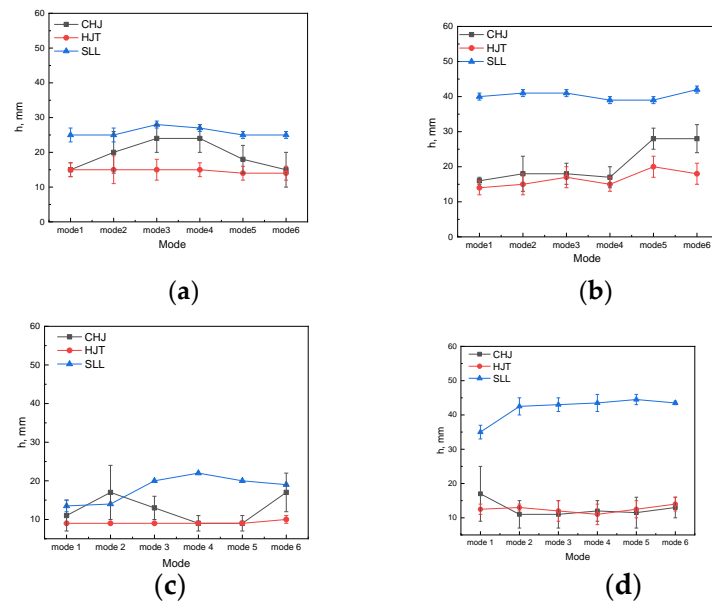 60
50
40
30
20
10
0
h, mm
CHJ
HJT
SLL
mode1 mode2 mode3 mode4 mode5 mode6
Mode
(a)
60
50
40
30
20
10
0
h, mm
CHJ
HJT
SLL
mode1 mode2 mode3 mode4 mode5 mode6
Mode
(b)
60
50
40
30
20
10
h, mm
CHJ
HJT
SLL
mode 1 mode 2 mode 3 mode 4 mode 5 mode 6
Mode
(c)
60
50
40
30
20
10
h, mm
CHJ
HJT
SLL
mode 1 mode 2 mode 3 mode 4 mode 5 mode 6
Mode
(d)